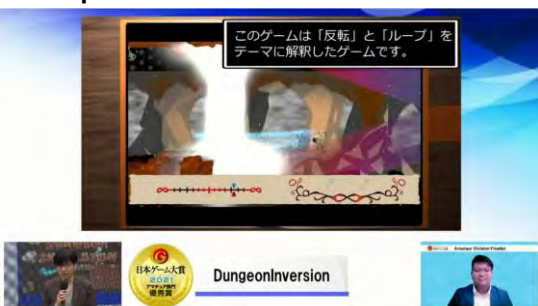 このゲームは「反転」と「ループ」を
テーマに解釈したゲームです。
日本ゲーム大賞
2021
アマチュア部門
優秀賞
DungeonInversion
Amateur Division Finalist